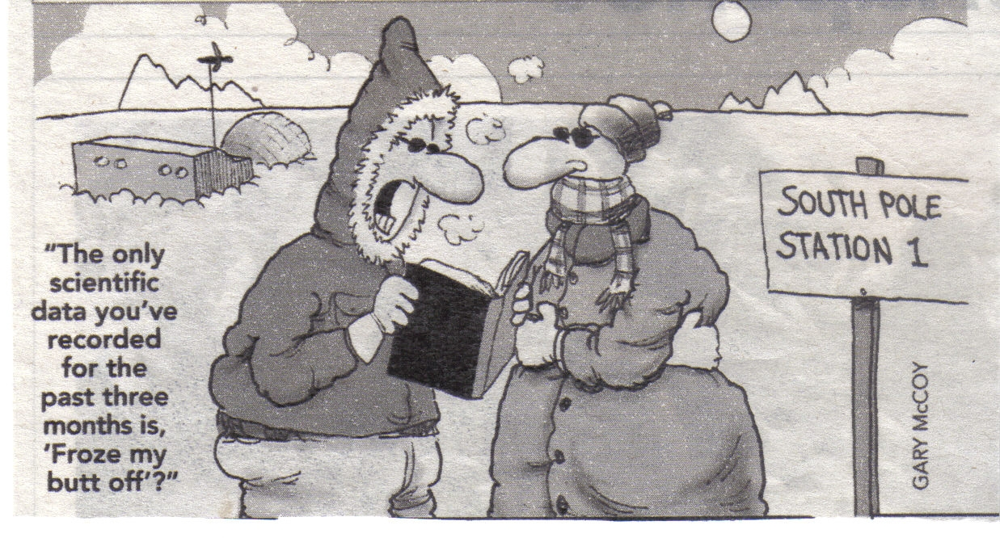 "The only
scientific
data you've
recorded
for the
past three
months is,
'Froze my
butt off'?"
SOUTH POLE
STATION 1
GARY McCOY